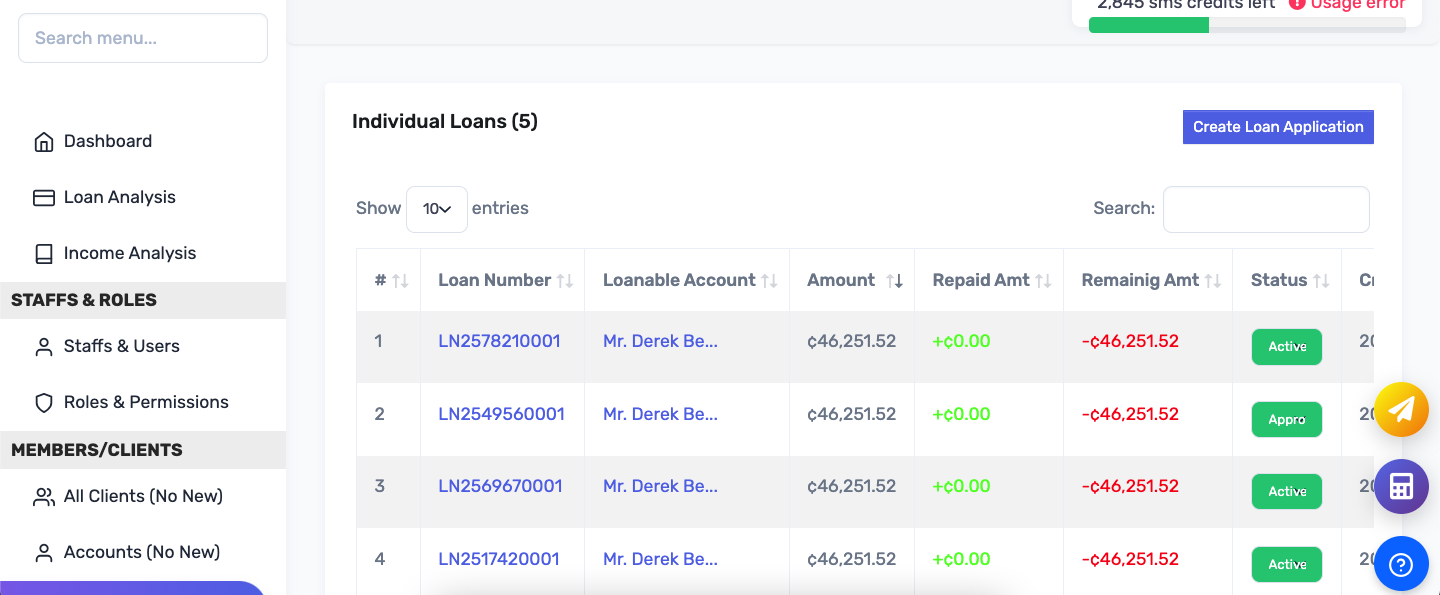 2,845 sms credits left Usage error
Search menu...
Dashboard
Loan Analysis
Income Analysis
STAFFS & ROLES
Staffs & Users
Roles & Permissions
MEMBERS/CLIENTS
All Clients (No New)
Accounts (No New)
Individual Loans (5)
Create Loan Application
Show 10 entries
Search:
# Loan Number Loanable Account Amount Repaid Amt Remainig Amt Status
1 LN2578210001 Mr. Derek Be... ¢46,251.52 +¢0.00 -¢46,251.52 Active
2 LN2549560001 Mr. Derek Be... ¢46,251.52 +¢0.00 -¢46,251.52 Appro
3 LN2569670001 Mr. Derek Be... ¢46,251.52 +¢0.00 -¢46,251.52 Active
4 LN2517420001 Mr. Derek Be... ¢46,251.52 +¢0.00 -¢46,251.52 Active